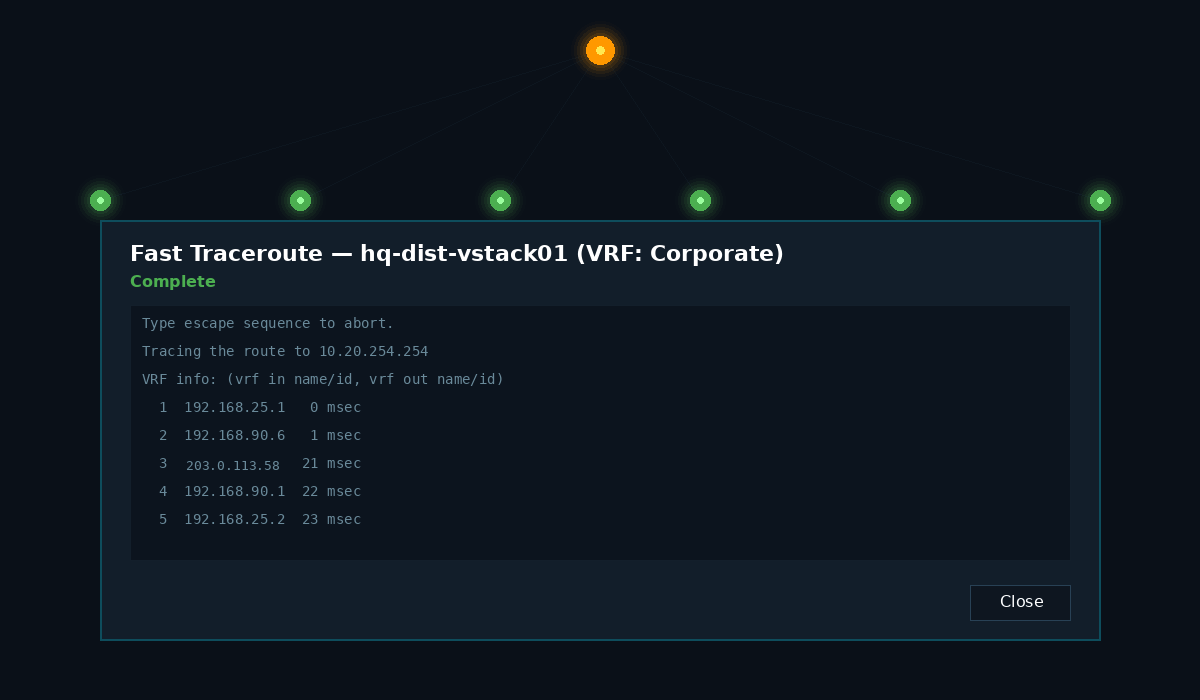 Fast Traceroute — hq-dist-vstack01 (VRF: Corporate)
Complete
Type escape sequence to abort.
Tracing the route to 10.20.254.254
VRF info: (vrf in name/id, vrf out name/id)
  1  192.168.25.1   0 msec
  2  192.168.90.6   1 msec
  3  203.0.113.58  21 msec
  4  192.168.90.1  22 msec
  5  192.168.25.2  23 msec
Close